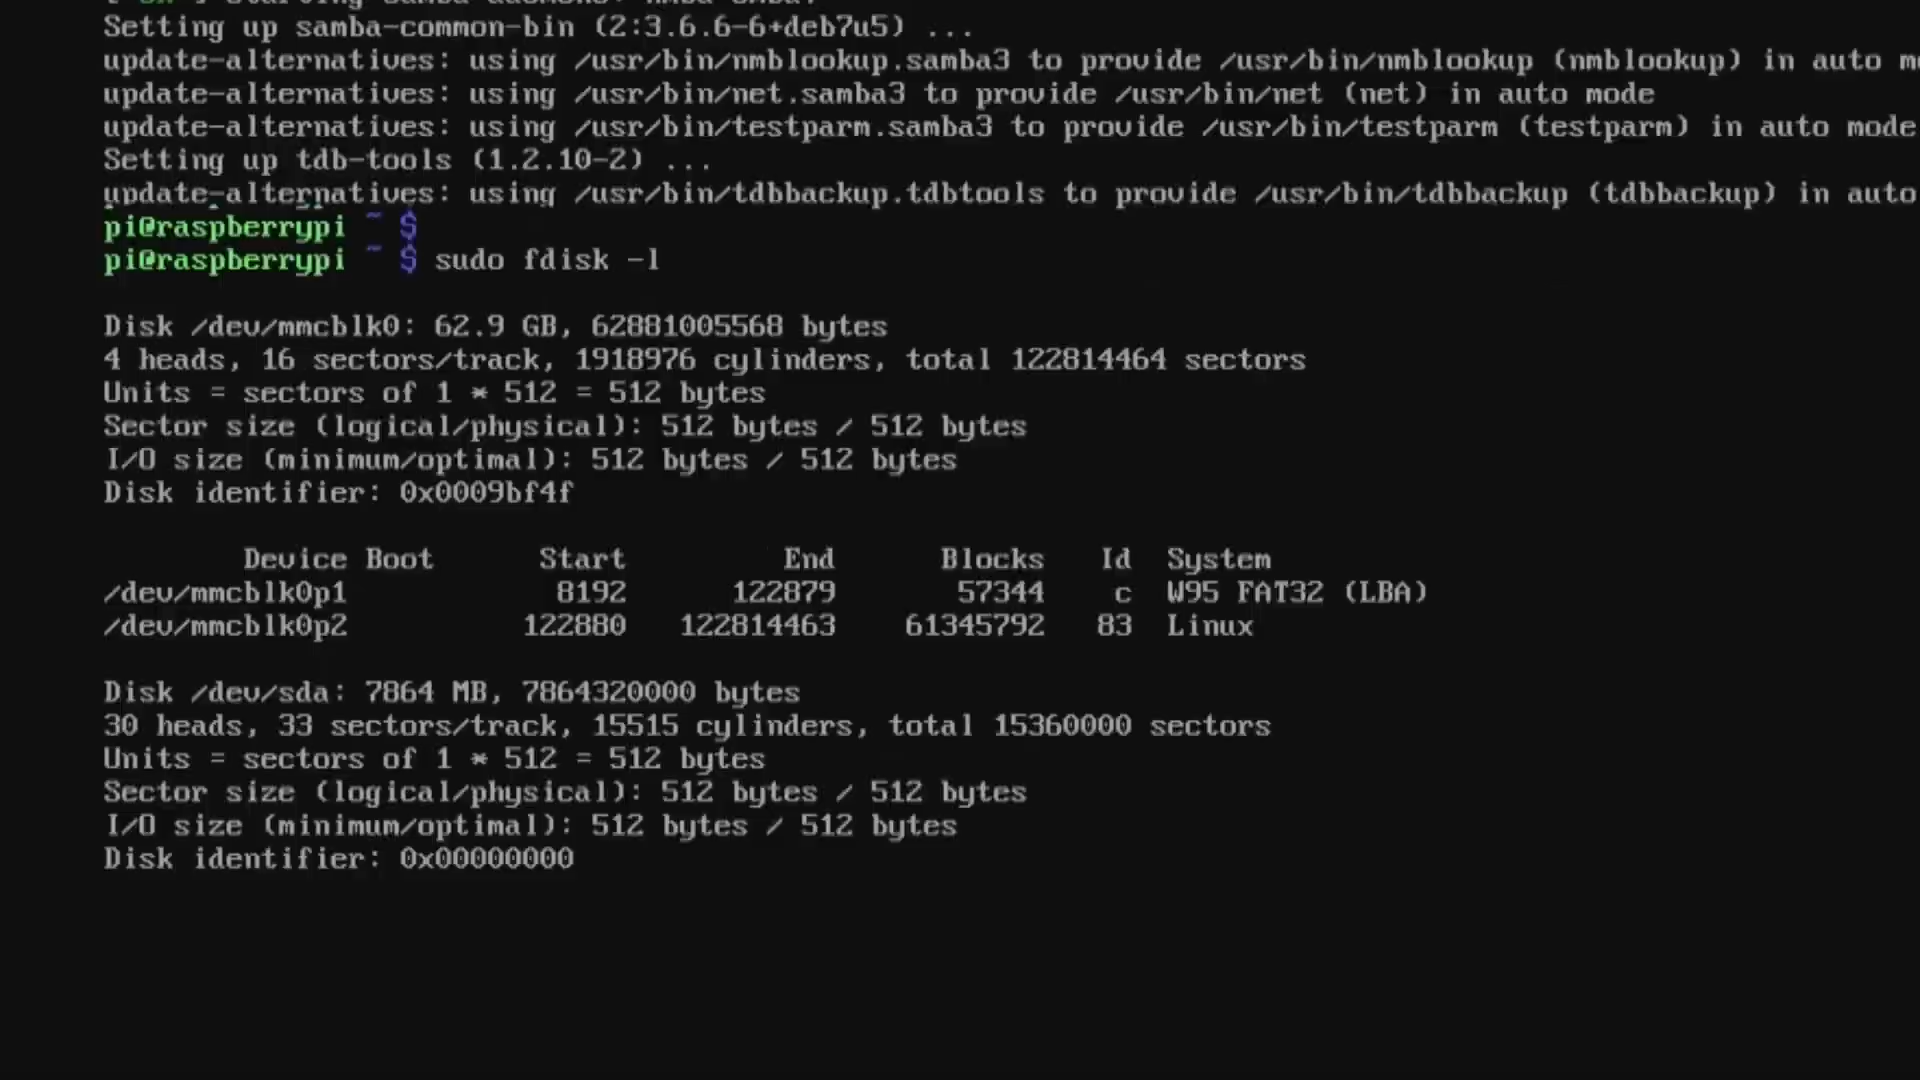 Setting up samba-common-bin (2:3.6.6-6+deb7u5) ...
update-alternatives: using /usr/bin/nmblookup.samba3 to provide /usr/bin/nmblookup (nmblookup) in auto
update-alternatives: using /usr/bin/net.samba3 to provide /usr/bin/net (net) in auto mode
update-alternatives: using /usr/bin/testparm.samba3 to provide /usr/bin/testparm (testparm) in auto mode
Setting up tdb-tools (1.2.10-2) ...
update-alternatives: using /usr/bin/tdbbackup.tdbtools to provide /usr/bin/tdbbackup (tdbbackup) in auto
pi@raspberrypi ~ $
pi@raspberrypi ~ $ sudo fdisk -l
Disk /dev/mmcblk0: 62.9 GB, 62881005568 bytes
4 heads, 16 sectors/track, 1918976 cylinders, total 122814464 sectors
Units = sectors of 1 * 512 = 512 bytes
Sector size (logical/physical): 512 bytes / 512 bytes
I/O size (minimum/optimal): 512 bytes / 512 bytes
Disk identifier: 0x0009bf4f
Device Boot Start End Blocks Id System
/dev/mmcblk0p1 8192 122879 57344 c W95 FAT32 (LBA)
/dev/mmcblk0p2 122880 122814463 61345792 83 Linux
Disk /dev/sda: 7864 MB, 7864320000 bytes
30 heads, 33 sectors/track, 15515 cylinders, total 15360000 sectors
Units = sectors of 1 * 512 = 512 bytes
Sector size (logical/physical): 512 bytes / 512 bytes
I/O size (minimum/optimal): 512 bytes / 512 bytes
Disk identifier: 0x00000000